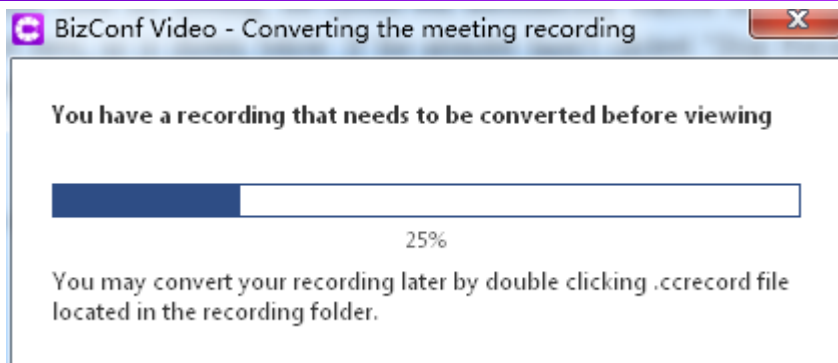 BizConf Video - Converting the meeting recording
You have a recording that needs to be converted before viewing
25%
You may convert your recording later by double clicking .ccrecord file
located in the recording folder.